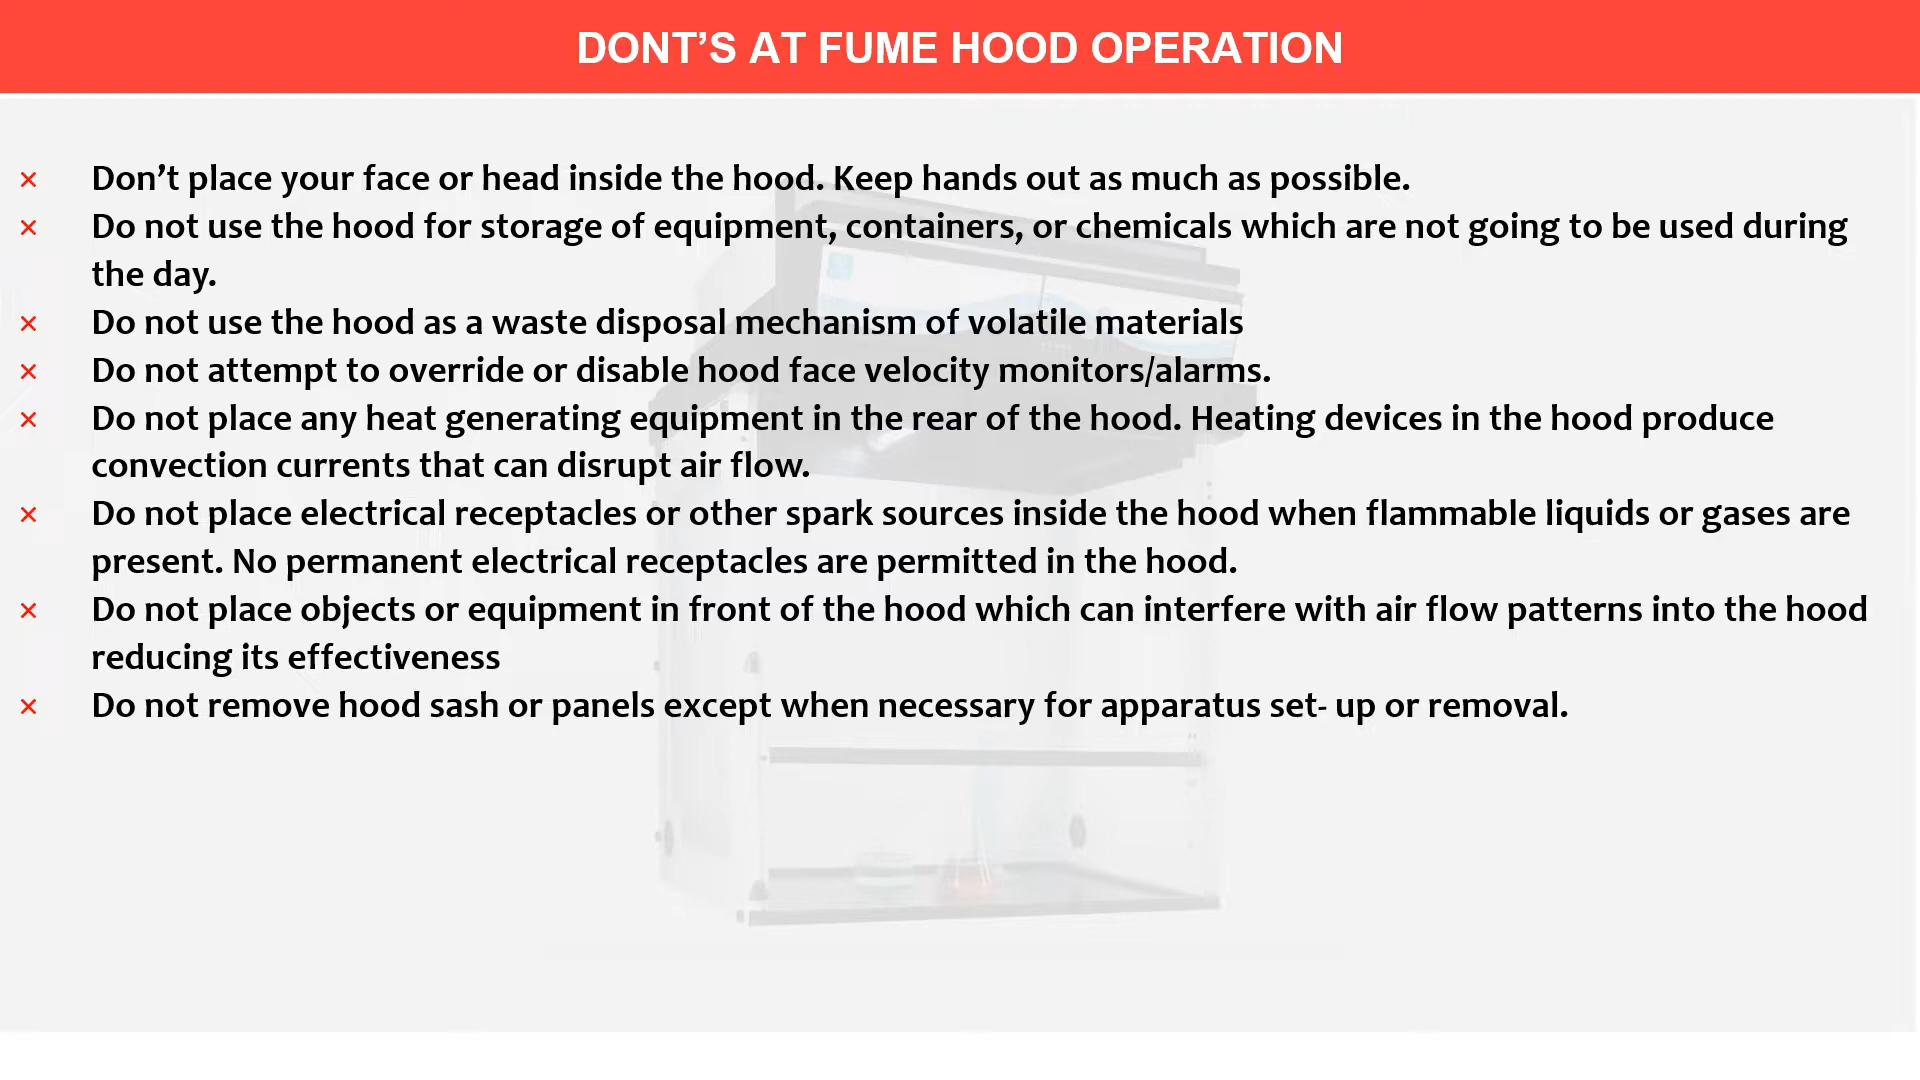 DONT’S AT FUME HOOD OPERATION
× Don’t place your face or head inside the hood. Keep hands out as much as possible.
× Do not use the hood for storage of equipment, containers, or chemicals which are not going to be used during
the day.
× Do not use the hood as a waste disposal mechanism of volatile materials
× Do not attempt to override or disable hood face velocity monitors/alarms.
× Do not place any heat generating equipment in the rear of the hood. Heating devices in the hood produce
convection currents that can disrupt air flow.
× Do not place electrical receptacles or other spark sources inside the hood when flammable liquids or gases are
present. No permanent electrical receptacles are permitted in the hood.
× Do not place objects or equipment in front of the hood which can interfere with air flow patterns into the hood
reducing its effectiveness
× Do not remove hood sash or panels except when necessary for apparatus set- up or removal.